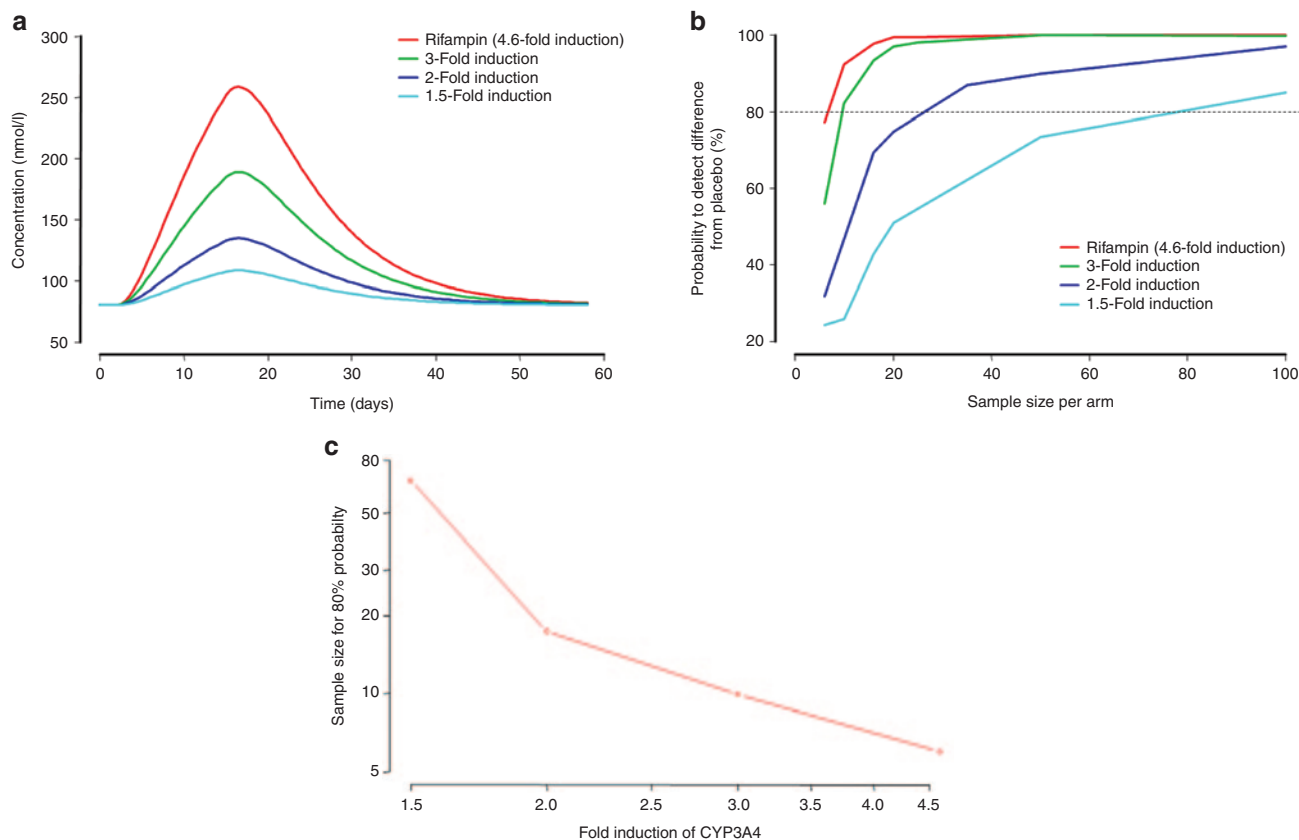 a
300
250
200
150
100
50
Concentration (nmol/l)
0 10 20 30 40 50 60
Time (days)
Rifampin (4.6-fold induction)
3-Fold induction
2-Fold induction
1.5-Fold induction
b
100
80
60
40
20
Probability to detect difference
from placebo (%)
Rifampin (4.6-fold induction)
3-Fold induction
2-Fold induction
1.5-Fold induction
0 20 40 60 80 100
Sample size per arm
c
80
50
30
20
10
5
Sample size for 80% probabilty
1.5 2.0 2.5 3.0 3.5 4.0 4.5
Fold induction of CYP3A4